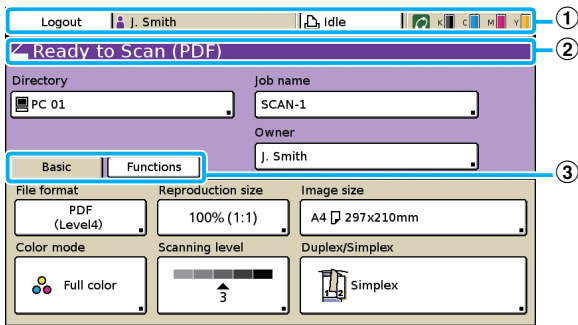 Logout J. Smith Idle K C M Y
1
Ready to Scan (PDF)
2
Directory Job name
PC 01 SCAN-1
Owner
J. Smith
Basic Functions
3
File format Reproduction size Image size
PDF
(Level4)
100% (1:1)
A4 297x210mm
Color mode Scanning level Duplex/Simplex
Full color
3
1 2
Simplex